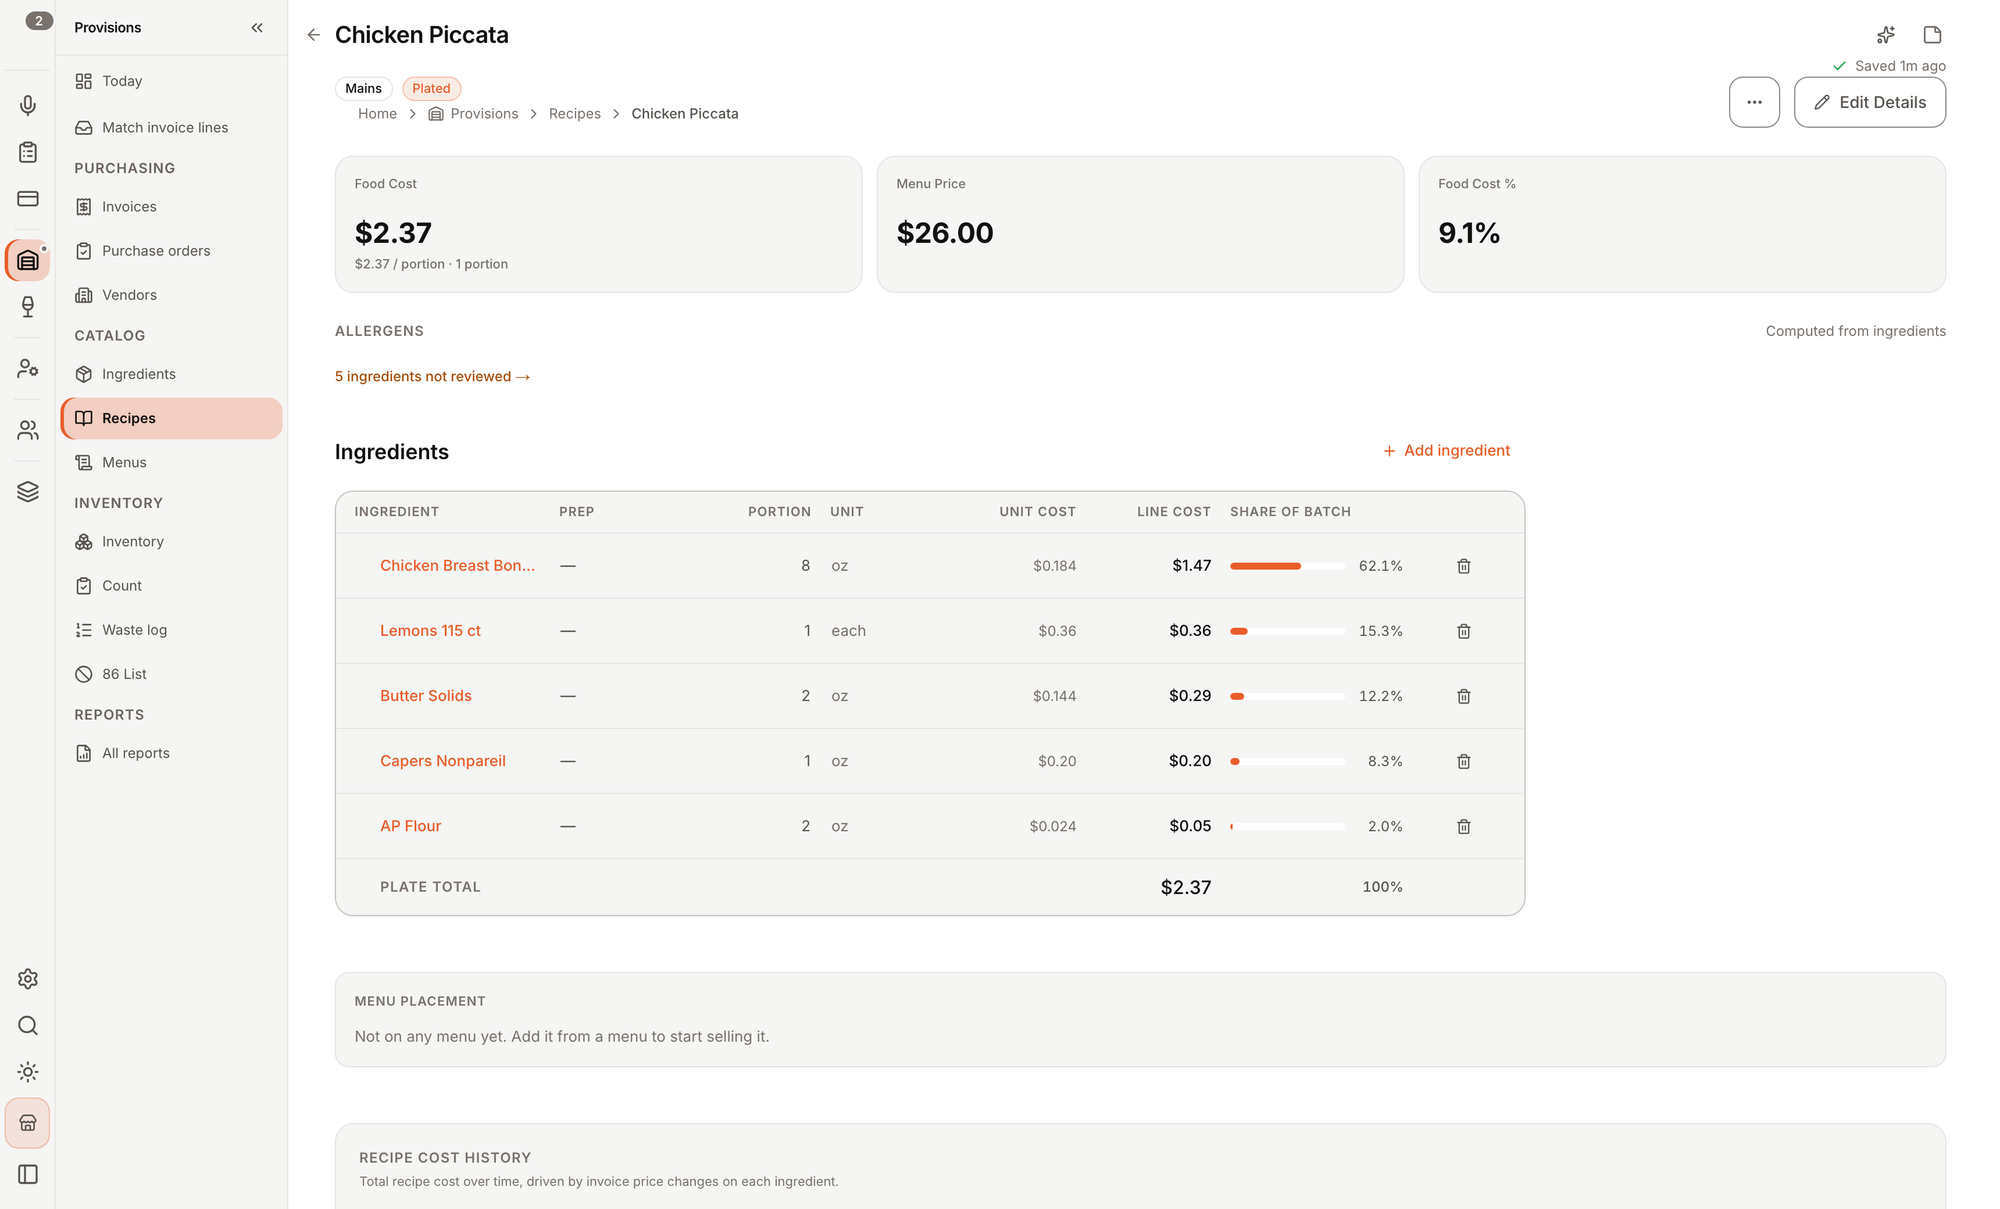 2
Provisions
Today
Match invoice lines
PURCHASING
Invoices
Purchase orders
Vendors
CATALOG
Ingredients
Recipes
Menus
INVENTORY
Inventory
Count
Waste log
86 List
REPORTS
All reports
Chicken Piccata
Saved 1m ago
Mains Plated
Home Provisions Recipes Chicken Piccata
... Edit Details
Food Cost
$2.37
$2.37 / portion · 1 portion
Menu Price
$26.00
Food Cost %
9.1%
ALLERGENS Computed from ingredients
5 ingredients not reviewed →
Ingredients + Add ingredient
INGREDIENT PREP PORTION UNIT UNIT COST LINE COST SHARE OF BATCH
Chicken Breast Bon... — 8 oz $0.184 $1.47 62.1%
Lemons 115 ct — 1 each $0.36 $0.36 15.3%
Butter Solids — 2 oz $0.144 $0.29 12.2%
Capers Nonpareil — 1 oz $0.20 $0.20 8.3%
AP Flour — 2 oz $0.024 $0.05 2.0%
PLATE TOTAL $2.37 100%
MENU PLACEMENT
Not on any menu yet. Add it from a menu to start selling it.
RECIPE COST HISTORY
Total recipe cost over time, driven by invoice price changes on each ingredient.